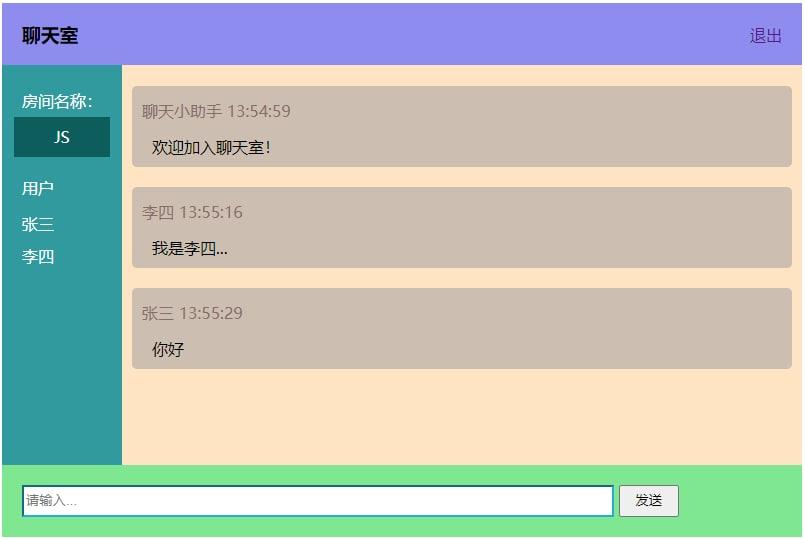 聊天室
退出
房间名称:
JS
用户
张三
李四
聊天小助手 13:54:59
欢迎加入聊天室!
李四 13:55:16
我是李四...
张三 13:55:29
你好
请输入...
发送